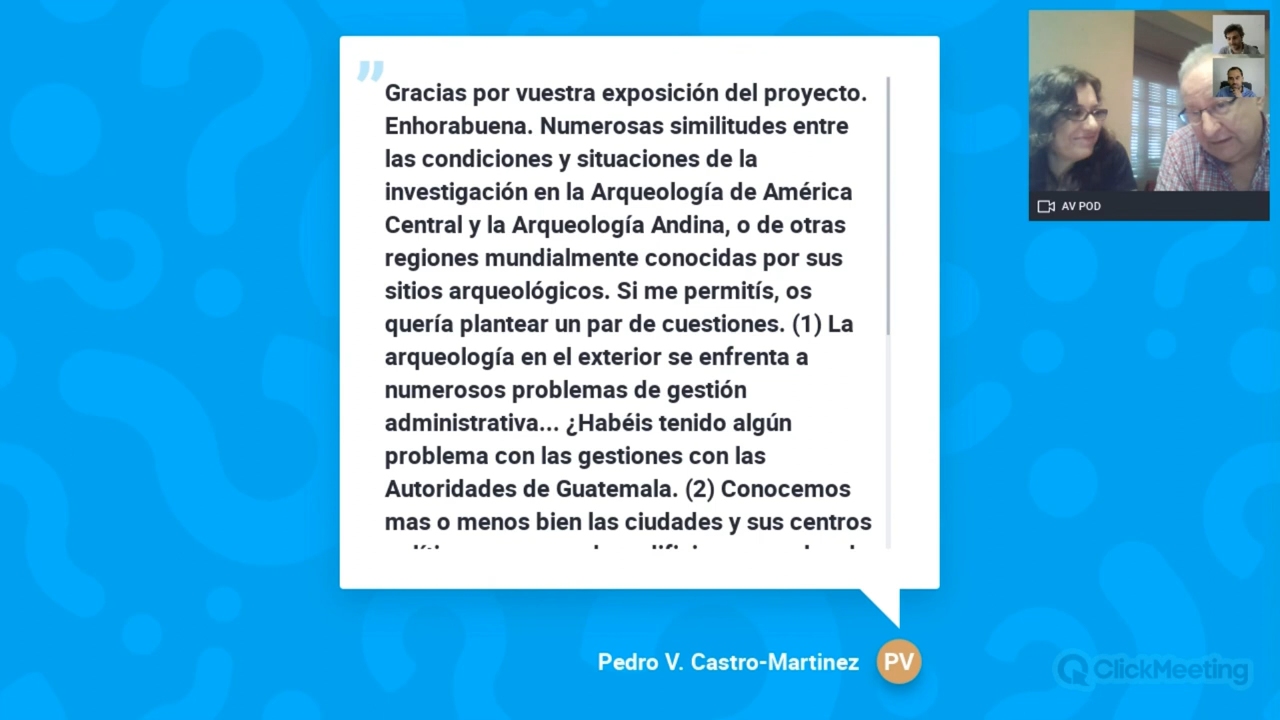 Gracias por vuestra exposición del proyecto.
Enhorabuena. Numerosas similitudes entre
las condiciones y situaciones de la
investigación en la Arqueología de América
Central y la Arqueología Andina, o de otras
regiones mundialmente conocidas por sus
sitios arqueológicos. Si me permitís, os
quería plantear un par de cuestiones. (1) La
arqueología en el exterior se enfrenta a
numerosos problemas de gestión
administrativa... ¿Habéis tenido algún
problema con las gestiones con las
Autoridades de Guatemala. (2) Conocemos
mas o menos bien las ciudades y sus centros
Pedro V. Castro-Martinez
PV
AV POD
ClickMeeting